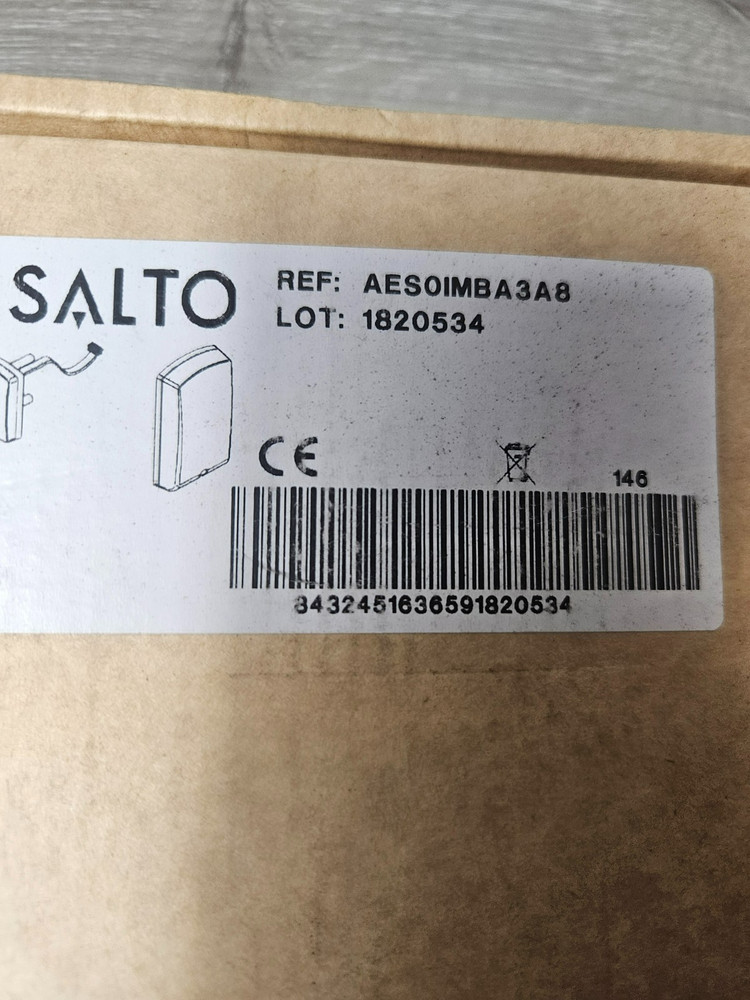 SALTO
REF: AES0IMBA3A8
LOT: 1820534
CE
146
8432451636591820534